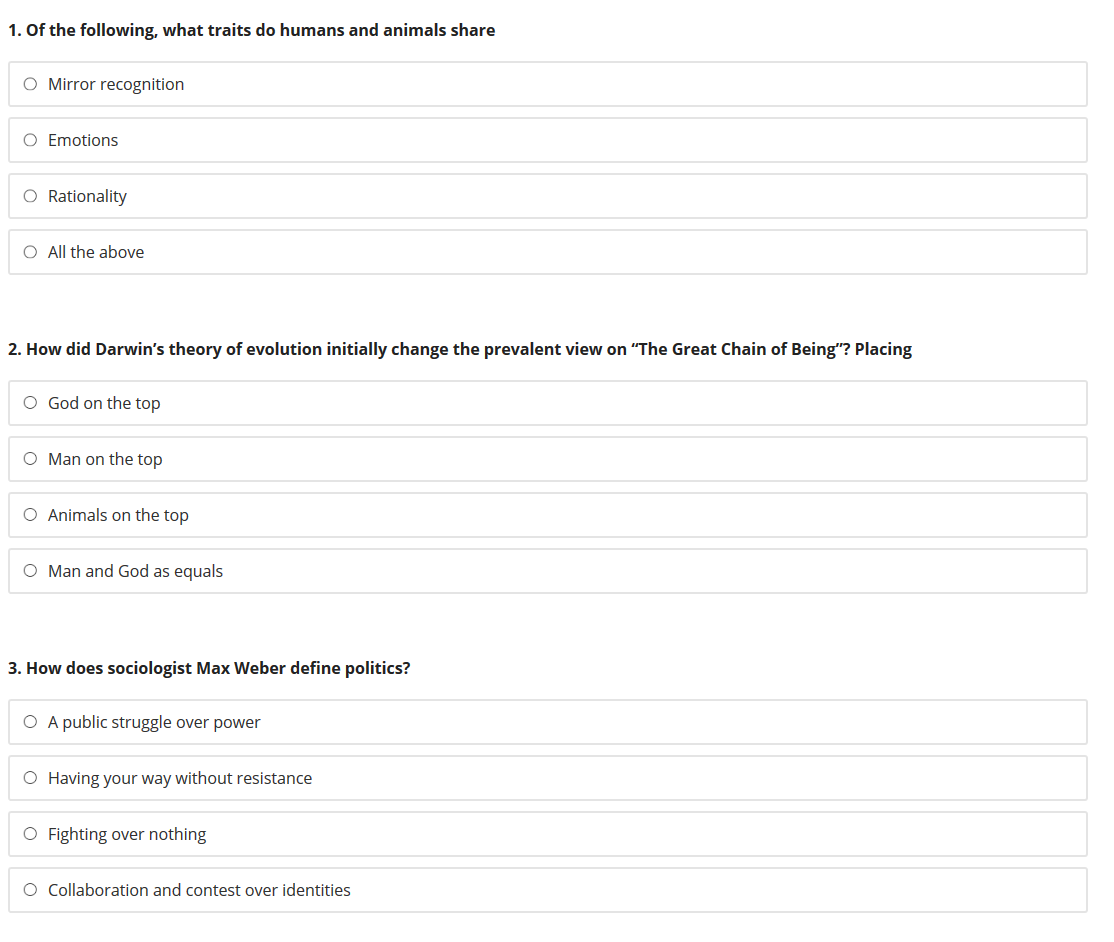 1. Of the following, what traits do humans and animals share
Mirror recognition
Emotions
Rationality
All the above
2. How did Darwin’s theory of evolution initially change the prevalent view on “The Great Chain of Being”? Placing
God on the top
Man on the top
Animals on the top
Man and God as equals
3. How does sociologist Max Weber define politics?
A public struggle over power
Having your way without resistance
Fighting over nothing
Collaboration and contest over identities